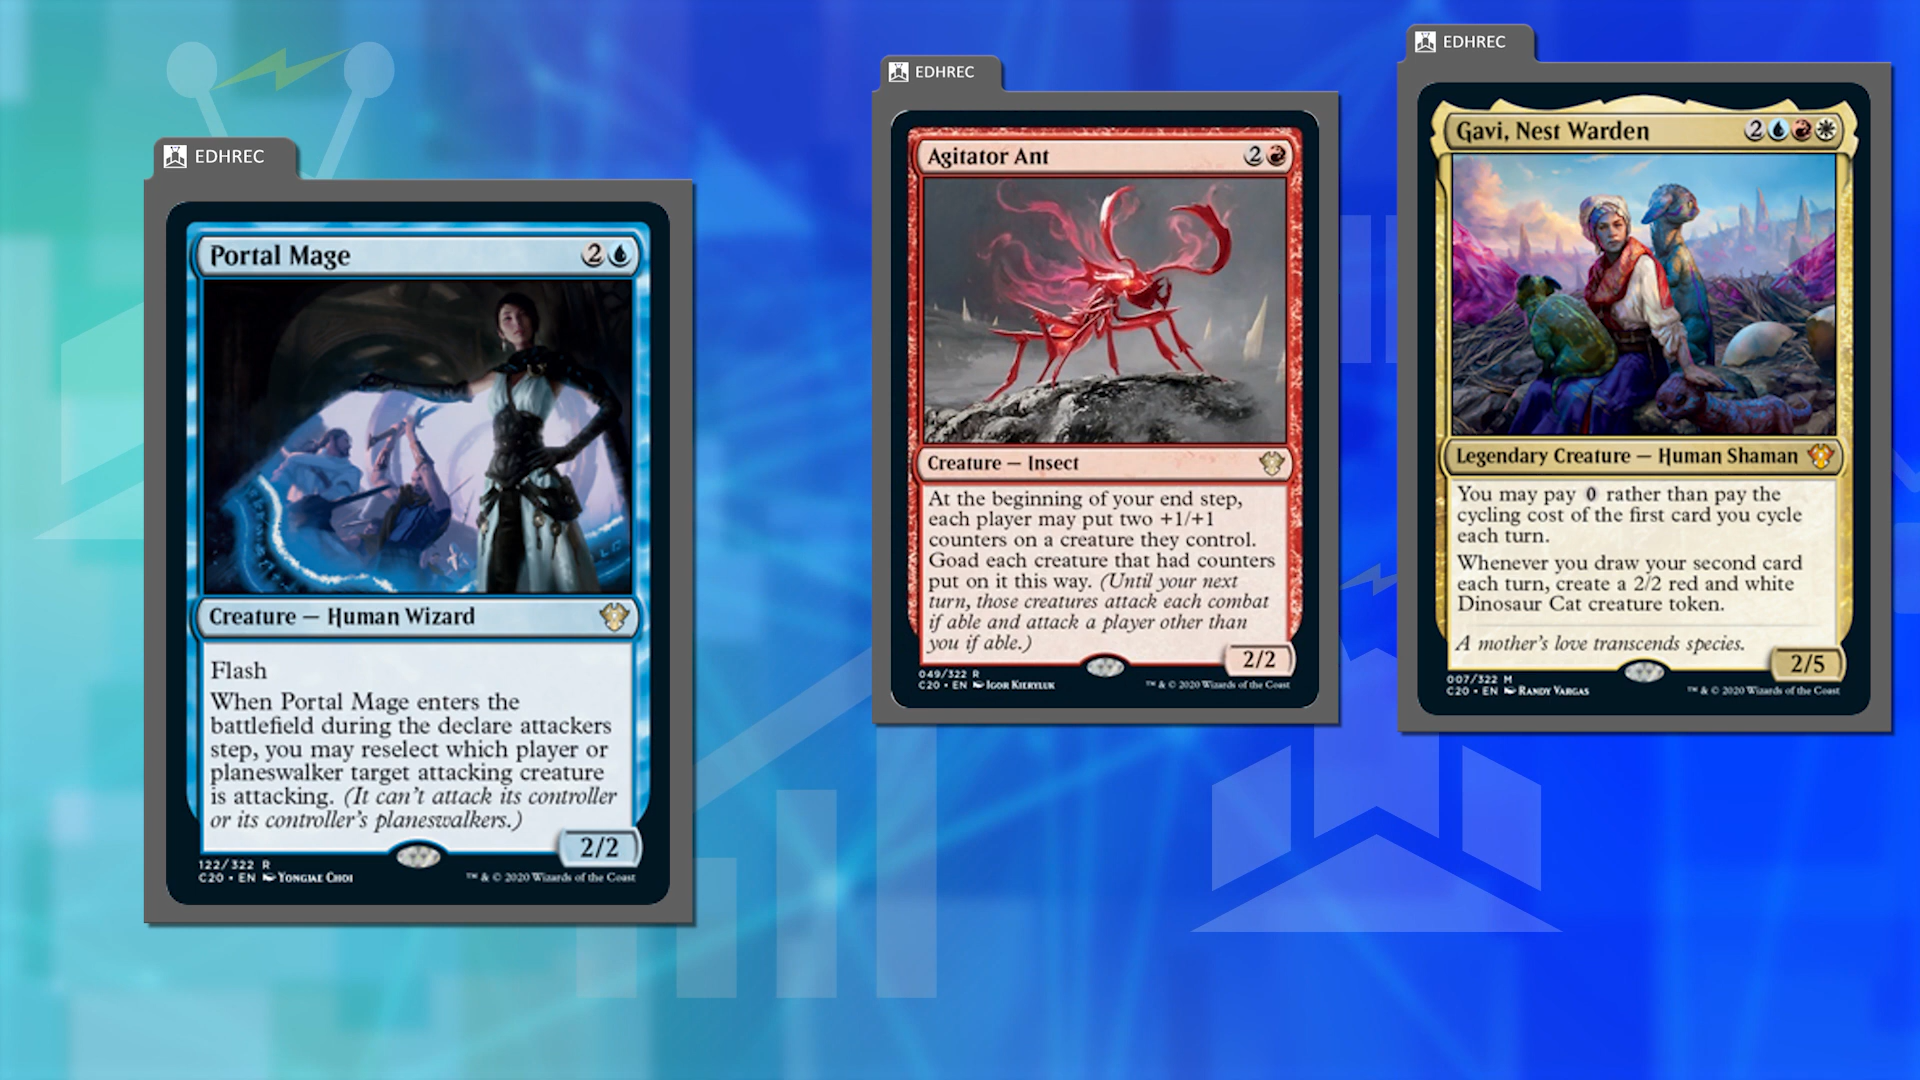 EDHREC
Portal Mage
2
Creature — Human Wizard
Flash
When Portal Mage enters the
battlefield during the declare attackers
step, you may reselect which player or
planeswalker target attacking creature
is attacking. (It can't attack its controller
or its controller's planeswalkers.)
2/2
122/322 R
C20 • EN YONGJAE CHOI
™ & © 2020 Wizards of the Coast
EDHREC
Agitator Ant
2
Creature — Insect
At the beginning of your end step,
each player may put two +1/+1
counters on a creature they control.
Goad each creature that had counters
put on it this way. (Until your next
turn, those creatures attack each combat
if able and attack a player other than
you if able.)
2/2
049/322 R
C20 • EN IGOR KIERYLUK
™ & © 2020 Wizards of the Coast
EDHREC
Gavi, Nest Warden
2
Legendary Creature — Human Shaman
You may pay 0 rather than pay the
cycling cost of the first card you cycle
each turn.
Whenever you draw your second card
each turn, create a 2/2 red and white
Dinosaur Cat creature token.
A mother's love transcends species.
2/5
007/322 M
C20 • EN RANDY VARGAS
™ & © 2020 Wizards of the Coast